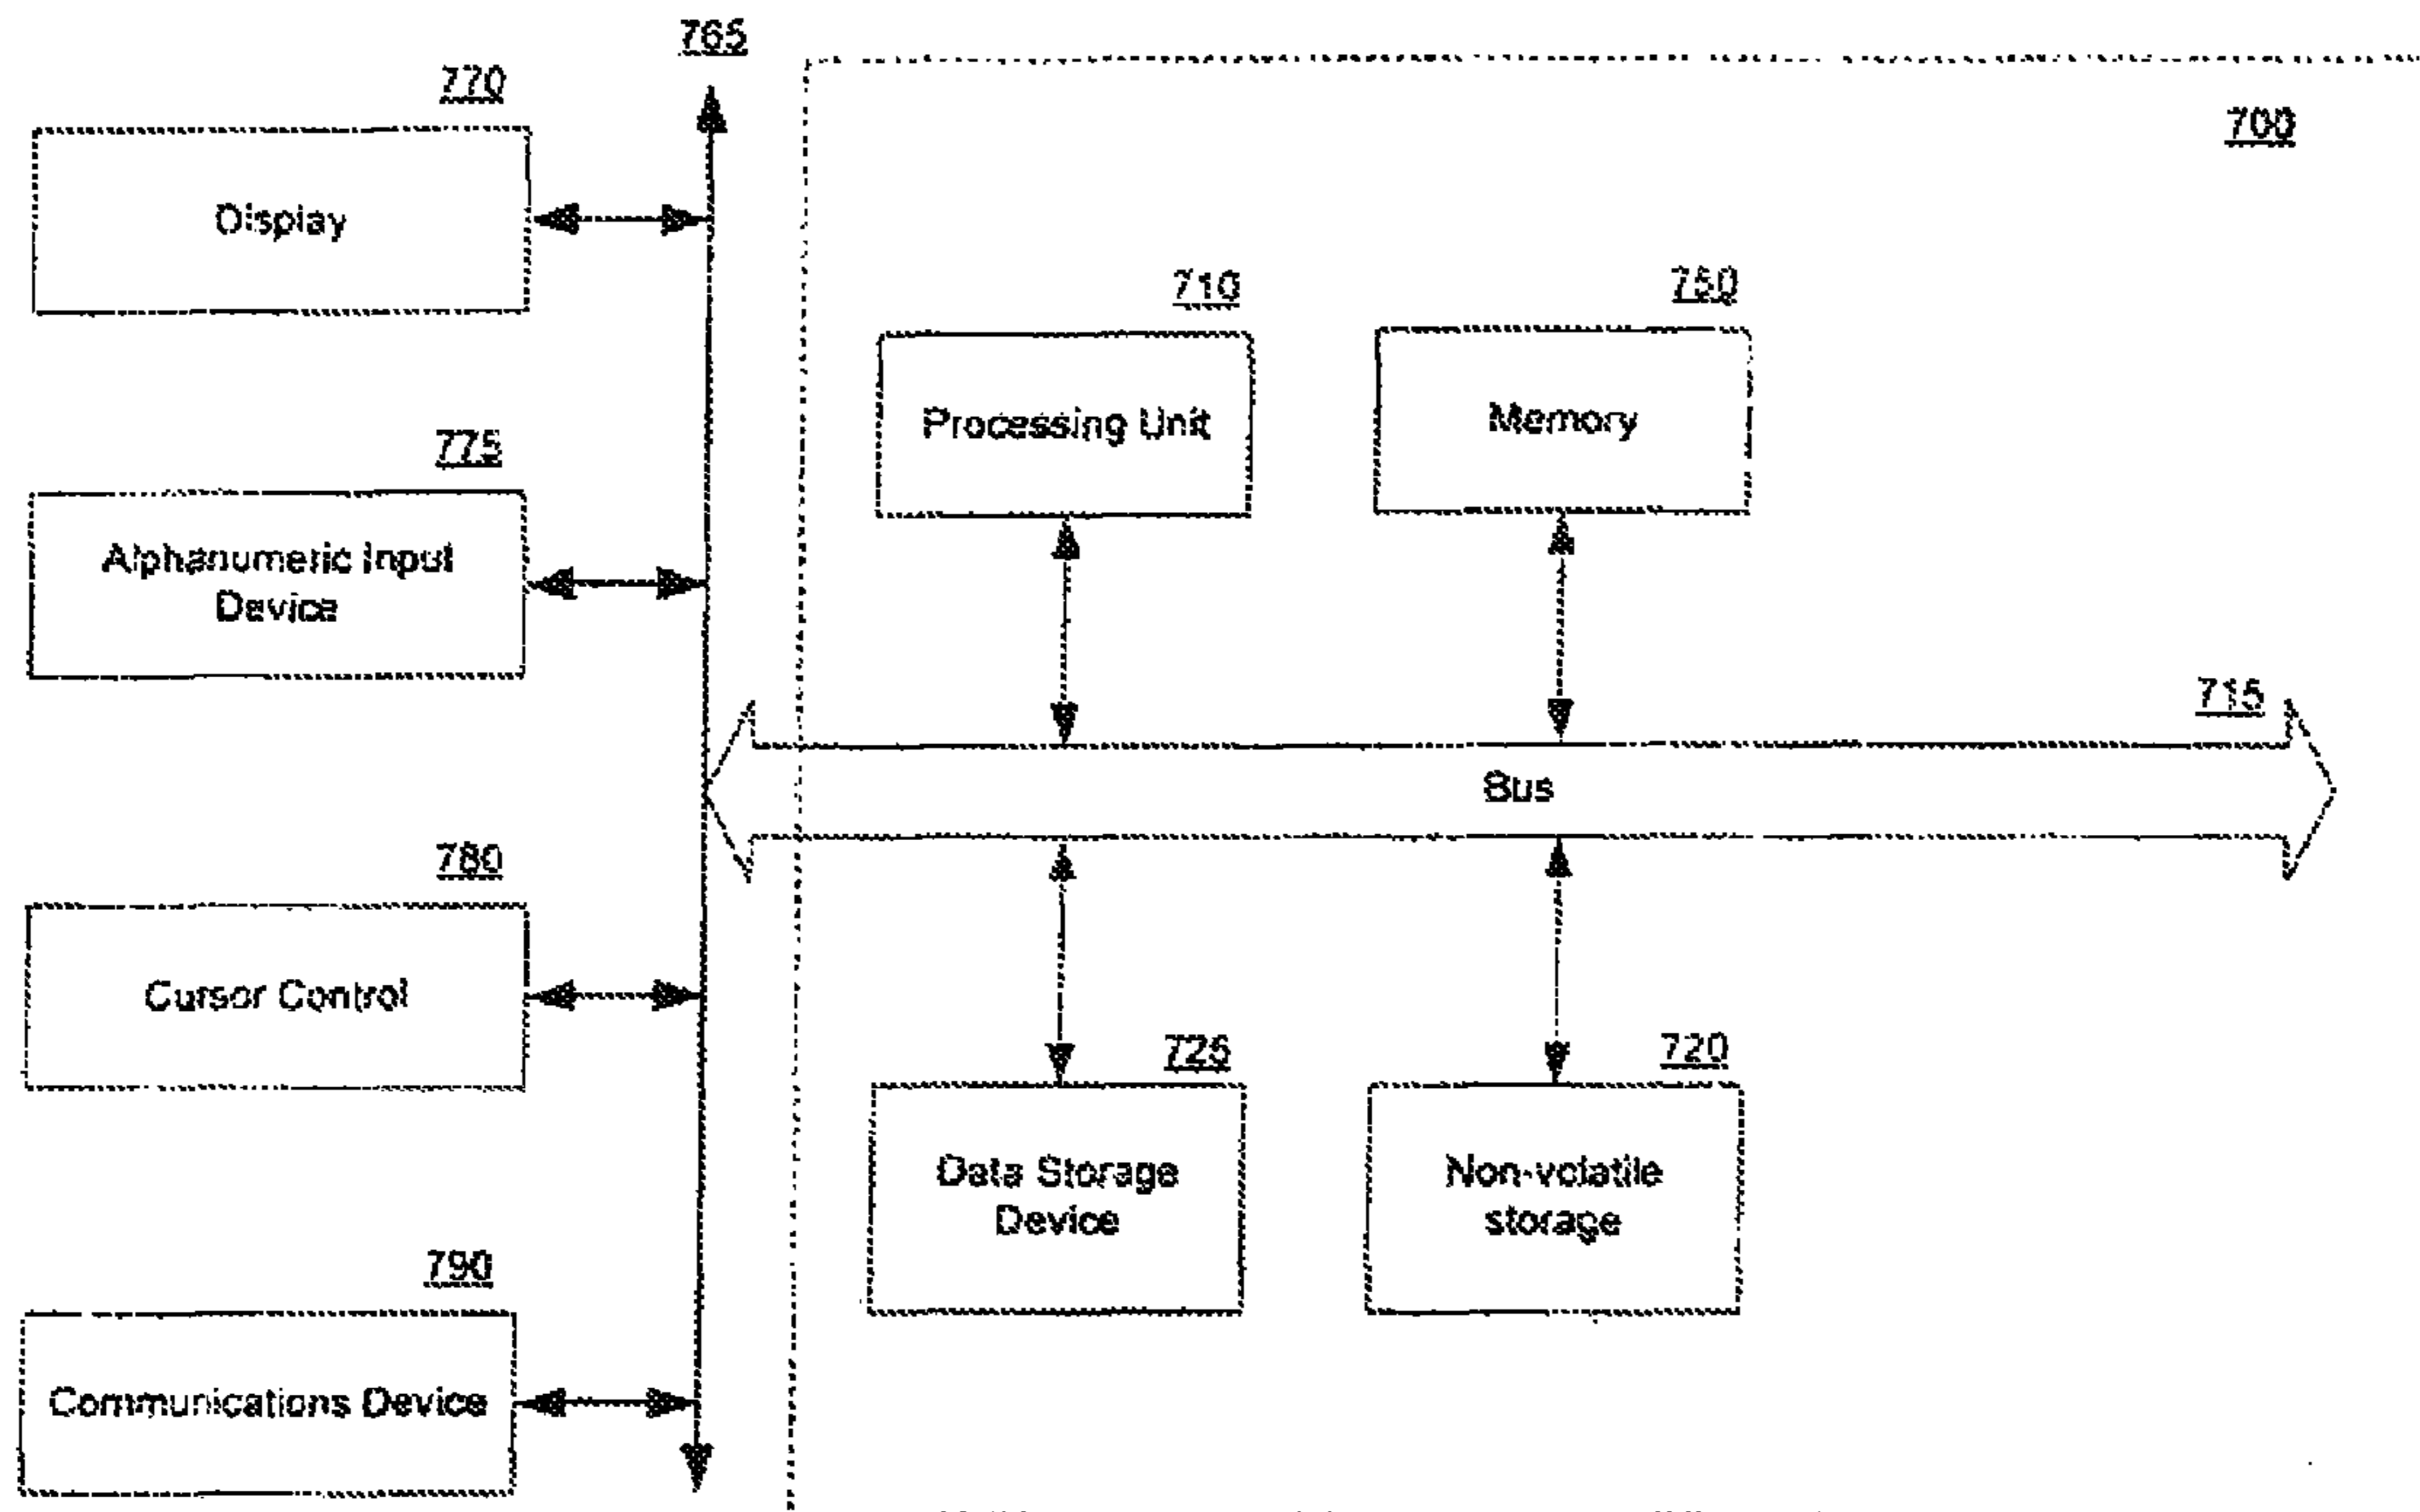 765
770
700
Display
710
750
Processing Unit
Memory
775
Alphanumeric Input
Device
715
Bus
780
Cursor Control
725
720
Data Storage
Device
Non-volatile
storage
790
Communications Device